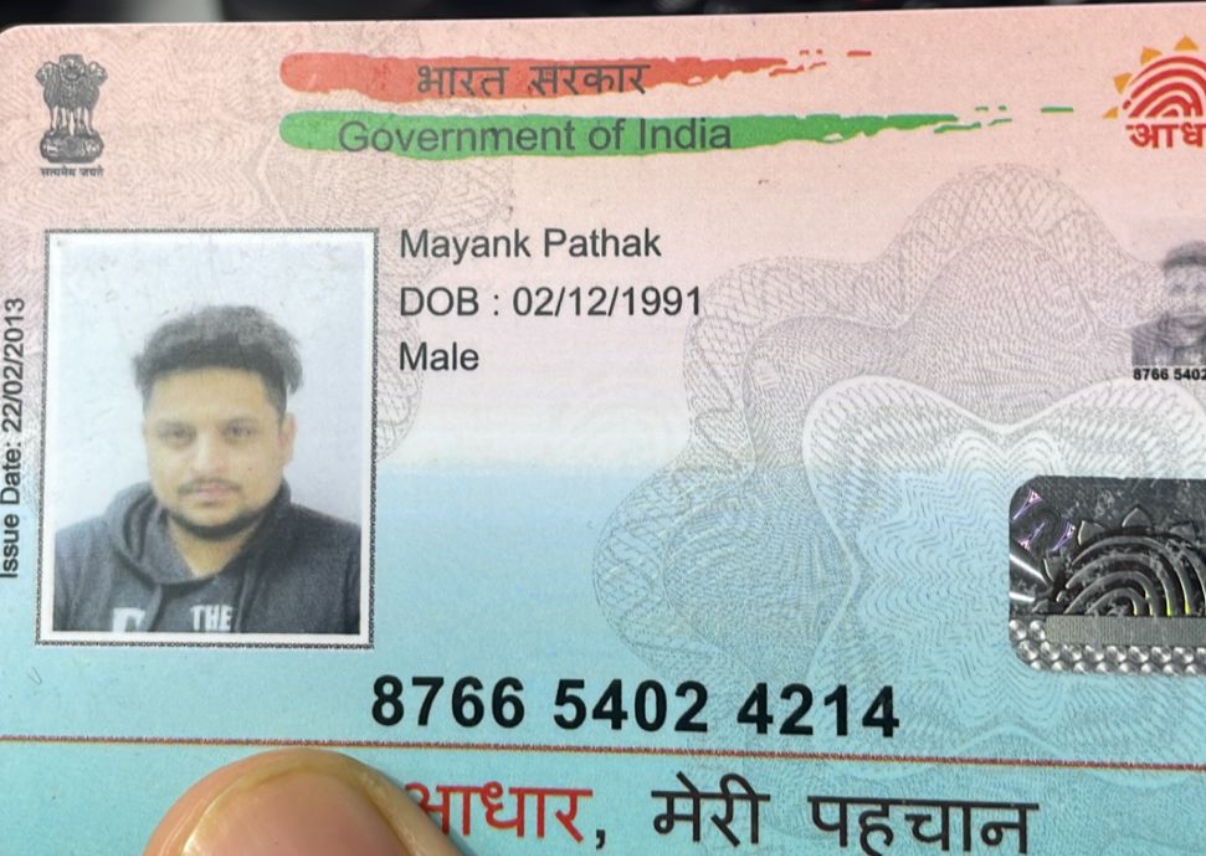 भारत सरकार
Government of India
सत्यमेव जयते
आध
Mayank Pathak
DOB : 02/12/1991
Male
Issue Date: 22/02/2013
THE
8766 5402
8766 5402 4214
आधार, मेरी पहचान